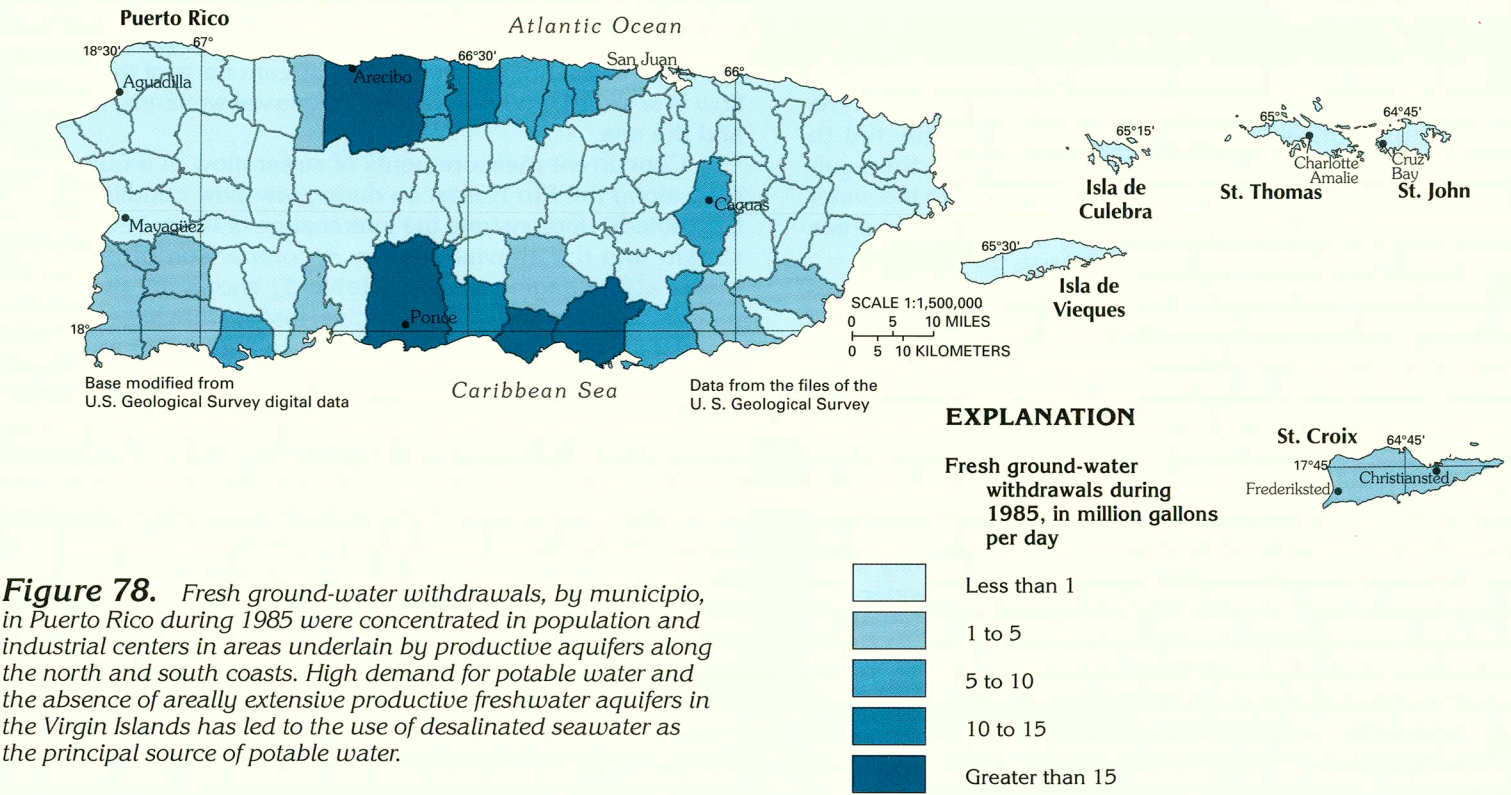 Puerto Rico
Atlantic Ocean
18°30'
67°
66°30'
San Juan
66°
Aguadilla
Arecibo
65°15'
65°
64°45'
Charlotte
Amalie
Cruz
Bay
Isla de
Culebra
St. Thomas
St. John
Mayagüez
Caguas
65°30'
Isla de
Vieques
18°
Ponce
SCALE 1:1,500,000
0 5 10 MILES
0 5 10 KILOMETERS
Base modified from
U.S. Geological Survey digital data
Caribbean Sea
Data from the files of the
U. S. Geological Survey
St. Croix
64°45'
17°45'
Christiansted
Frederiksted
EXPLANATION
Fresh ground-water
withdrawals during
1985, in million gallons
per day
Less than 1
1 to 5
5 to 10
10 to 15
Greater than 15
Figure 78. Fresh ground-water withdrawals, by municipio,
in Puerto Rico during 1985 were concentrated in population and
industrial centers in areas underlain by productive aquifers along
the north and south coasts. High demand for potable water and
the absence of areally extensive productive freshwater aquifers in
the Virgin Islands has led to the use of desalinated seawater as
the principal source of potable water.